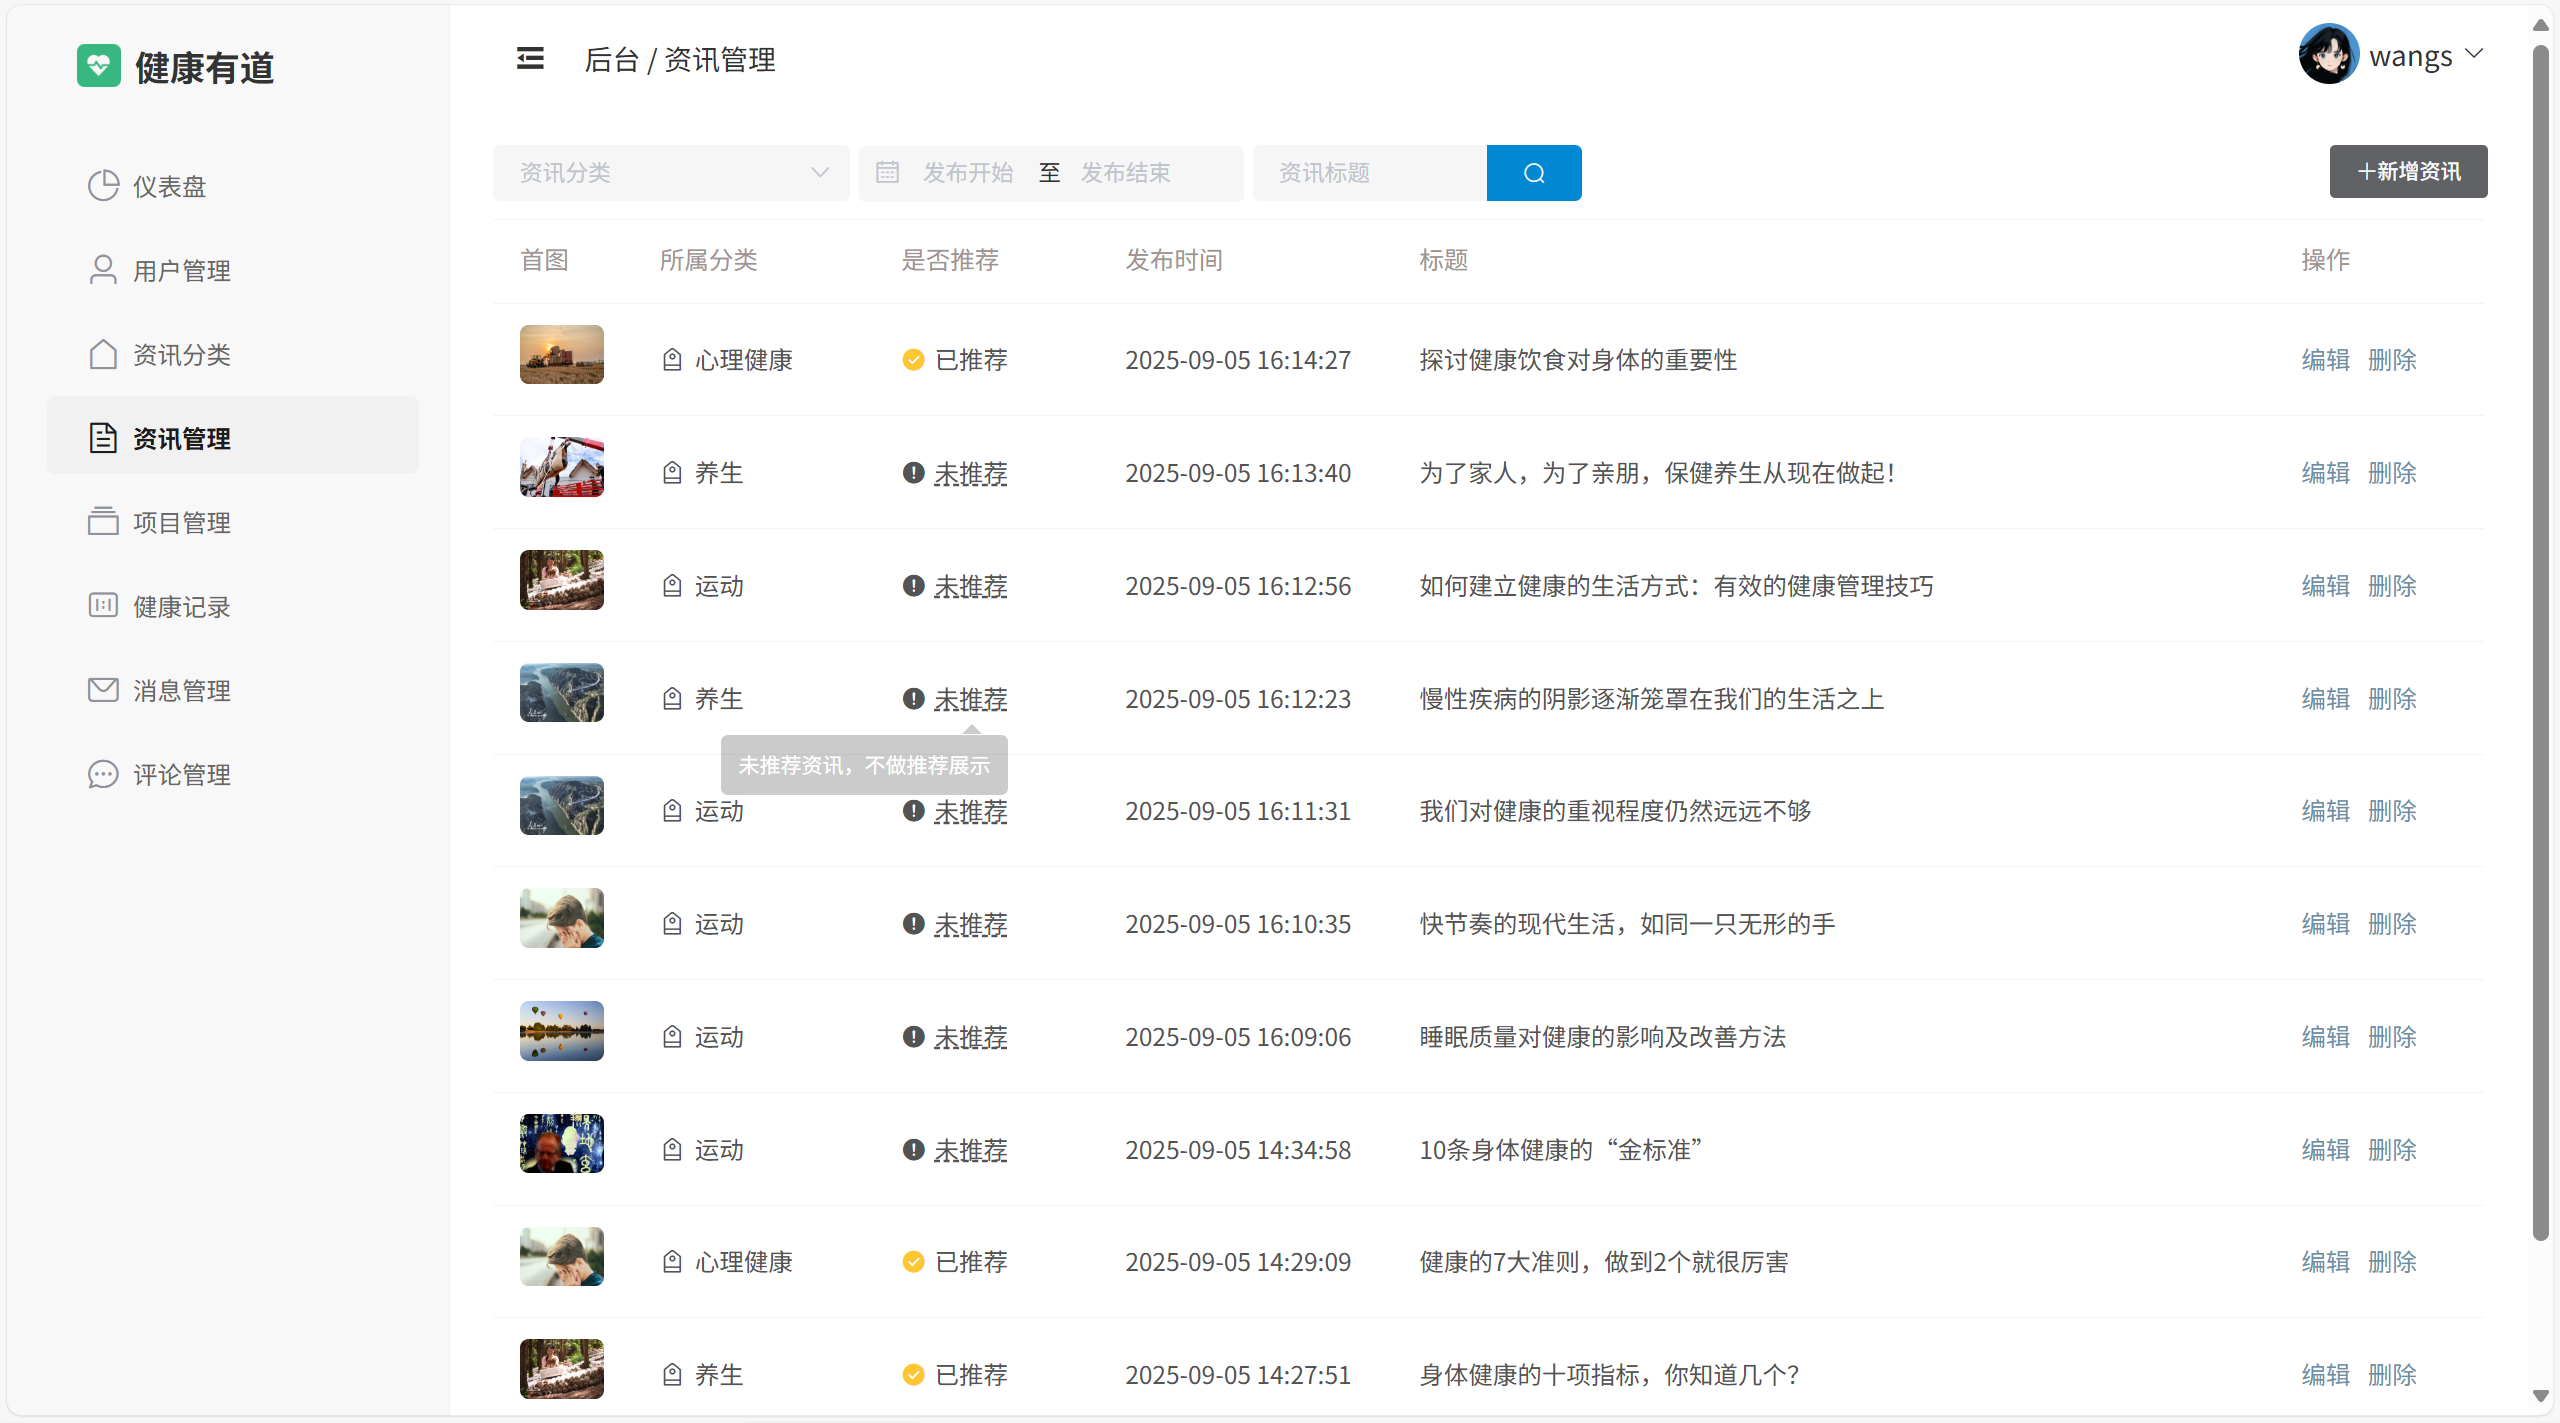 健康有道
后台 / 资讯管理
wangs
仪表盘
用户管理
资讯分类
资讯管理
项目管理
健康记录
消息管理
评论管理
资讯分类
发布开始 至 发布结束
资讯标题
+新增资讯
首图 所属分类 是否推荐 发布时间 标题 操作
心理健康 已推荐 2025-09-05 16:14:27 探讨健康饮食对身体的重要性 编辑 删除
养生 未推荐 2025-09-05 16:13:40 为了家人，为了亲朋，保健养生从现在做起！ 编辑 删除
运动 未推荐 2025-09-05 16:12:56 如何建立健康的生活方式：有效的健康管理技巧 编辑 删除
养生 未推荐 2025-09-05 16:12:23 慢性疾病的阴影逐渐笼罩在我们的生活之上 编辑 删除
未推荐资讯，不做推荐展示
运动 未推荐 2025-09-05 16:11:31 我们对健康的重视程度仍然远远不够 编辑 删除
运动 未推荐 2025-09-05 16:10:35 快节奏的现代生活，如同一只无形的手 编辑 删除
运动 未推荐 2025-09-05 16:09:06 睡眠质量对健康的影响及改善方法 编辑 删除
运动 未推荐 2025-09-05 14:34:58 10条身体健康的“金标准” 编辑 删除
心理健康 已推荐 2025-09-05 14:29:09 健康的7大准则，做到2个就很厉害 编辑 删除
养生 已推荐 2025-09-05 14:27:51 身体健康的十项指标，你知道几个？ 编辑 删除